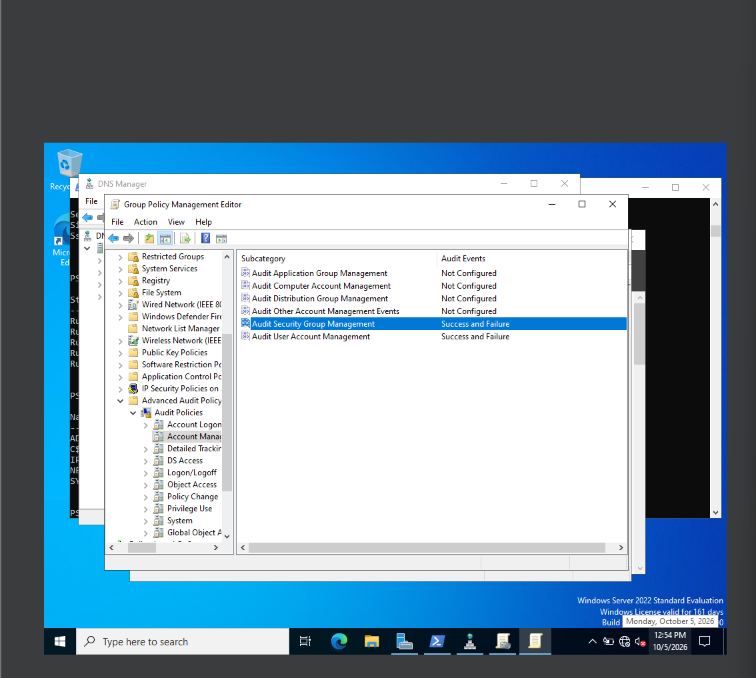 Recyc
DNS Manager
File
DN
Group Policy Management Editor
File Action View Help
Restricted Groups
System Services
Registry
File System
Wired Network (IEEE 80
Windows Defender Fire
Network List Manager
Wireless Network (IEEE
Public Key Policies
Software Restriction Po
Application Control Po
IP Security Policies on
Advanced Audit Policy
Audit Policies
Account Logon
Account Mana
Detailed Trackin
DS Access
Logon/Logoff
Object Access
Policy Change
Privilege Use
System
Global Object A
Subcategory Audit Events
Audit Application Group Management Not Configured
Audit Computer Account Management Not Configured
Audit Distribution Group Management Not Configured
Audit Other Account Management Events Not Configured
Audit Security Group Management Success and Failure
Audit User Account Management Success and Failure
Micr
Ed
PS
St
Ru
Ru
Ru
Ru
PS
Na
AD
C$
IP
NE
SY
PS
Windows Server 2022 Standard Evaluation
Windows License valid for 161 days
Build
Monday, October 5, 2026
Type here to search
12:54 PM
10/5/2026